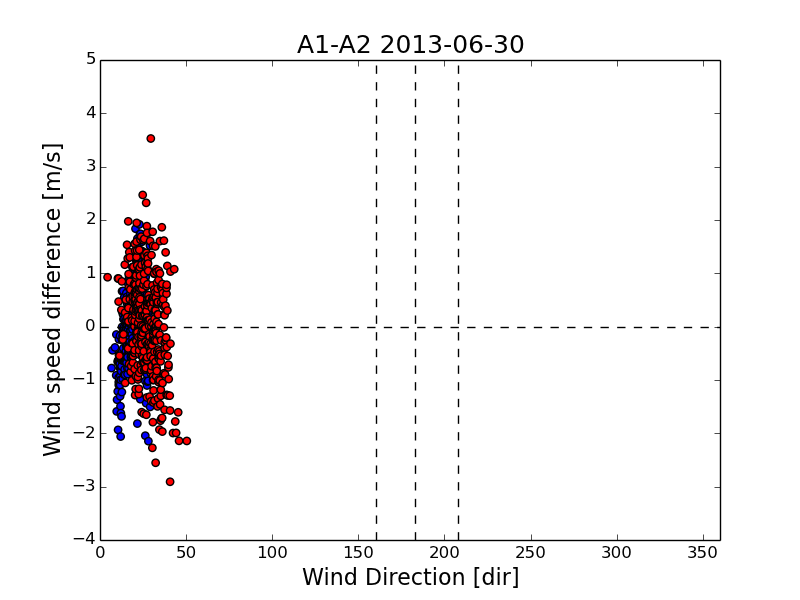 A1-A2 2013-06-30
5
4
3
2
1
0
−1
−2
−3
−4
Wind speed difference [m/s]
0 50 100 150 200 250 300 350
Wind Direction [dir]